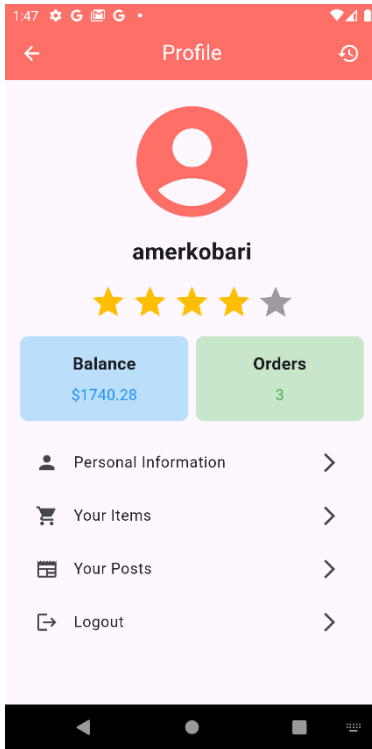 1:47 G G
Profile
amerkobari
Balance
Orders
$1740.28
3
Personal Information
Your Items
Your Posts
Logout